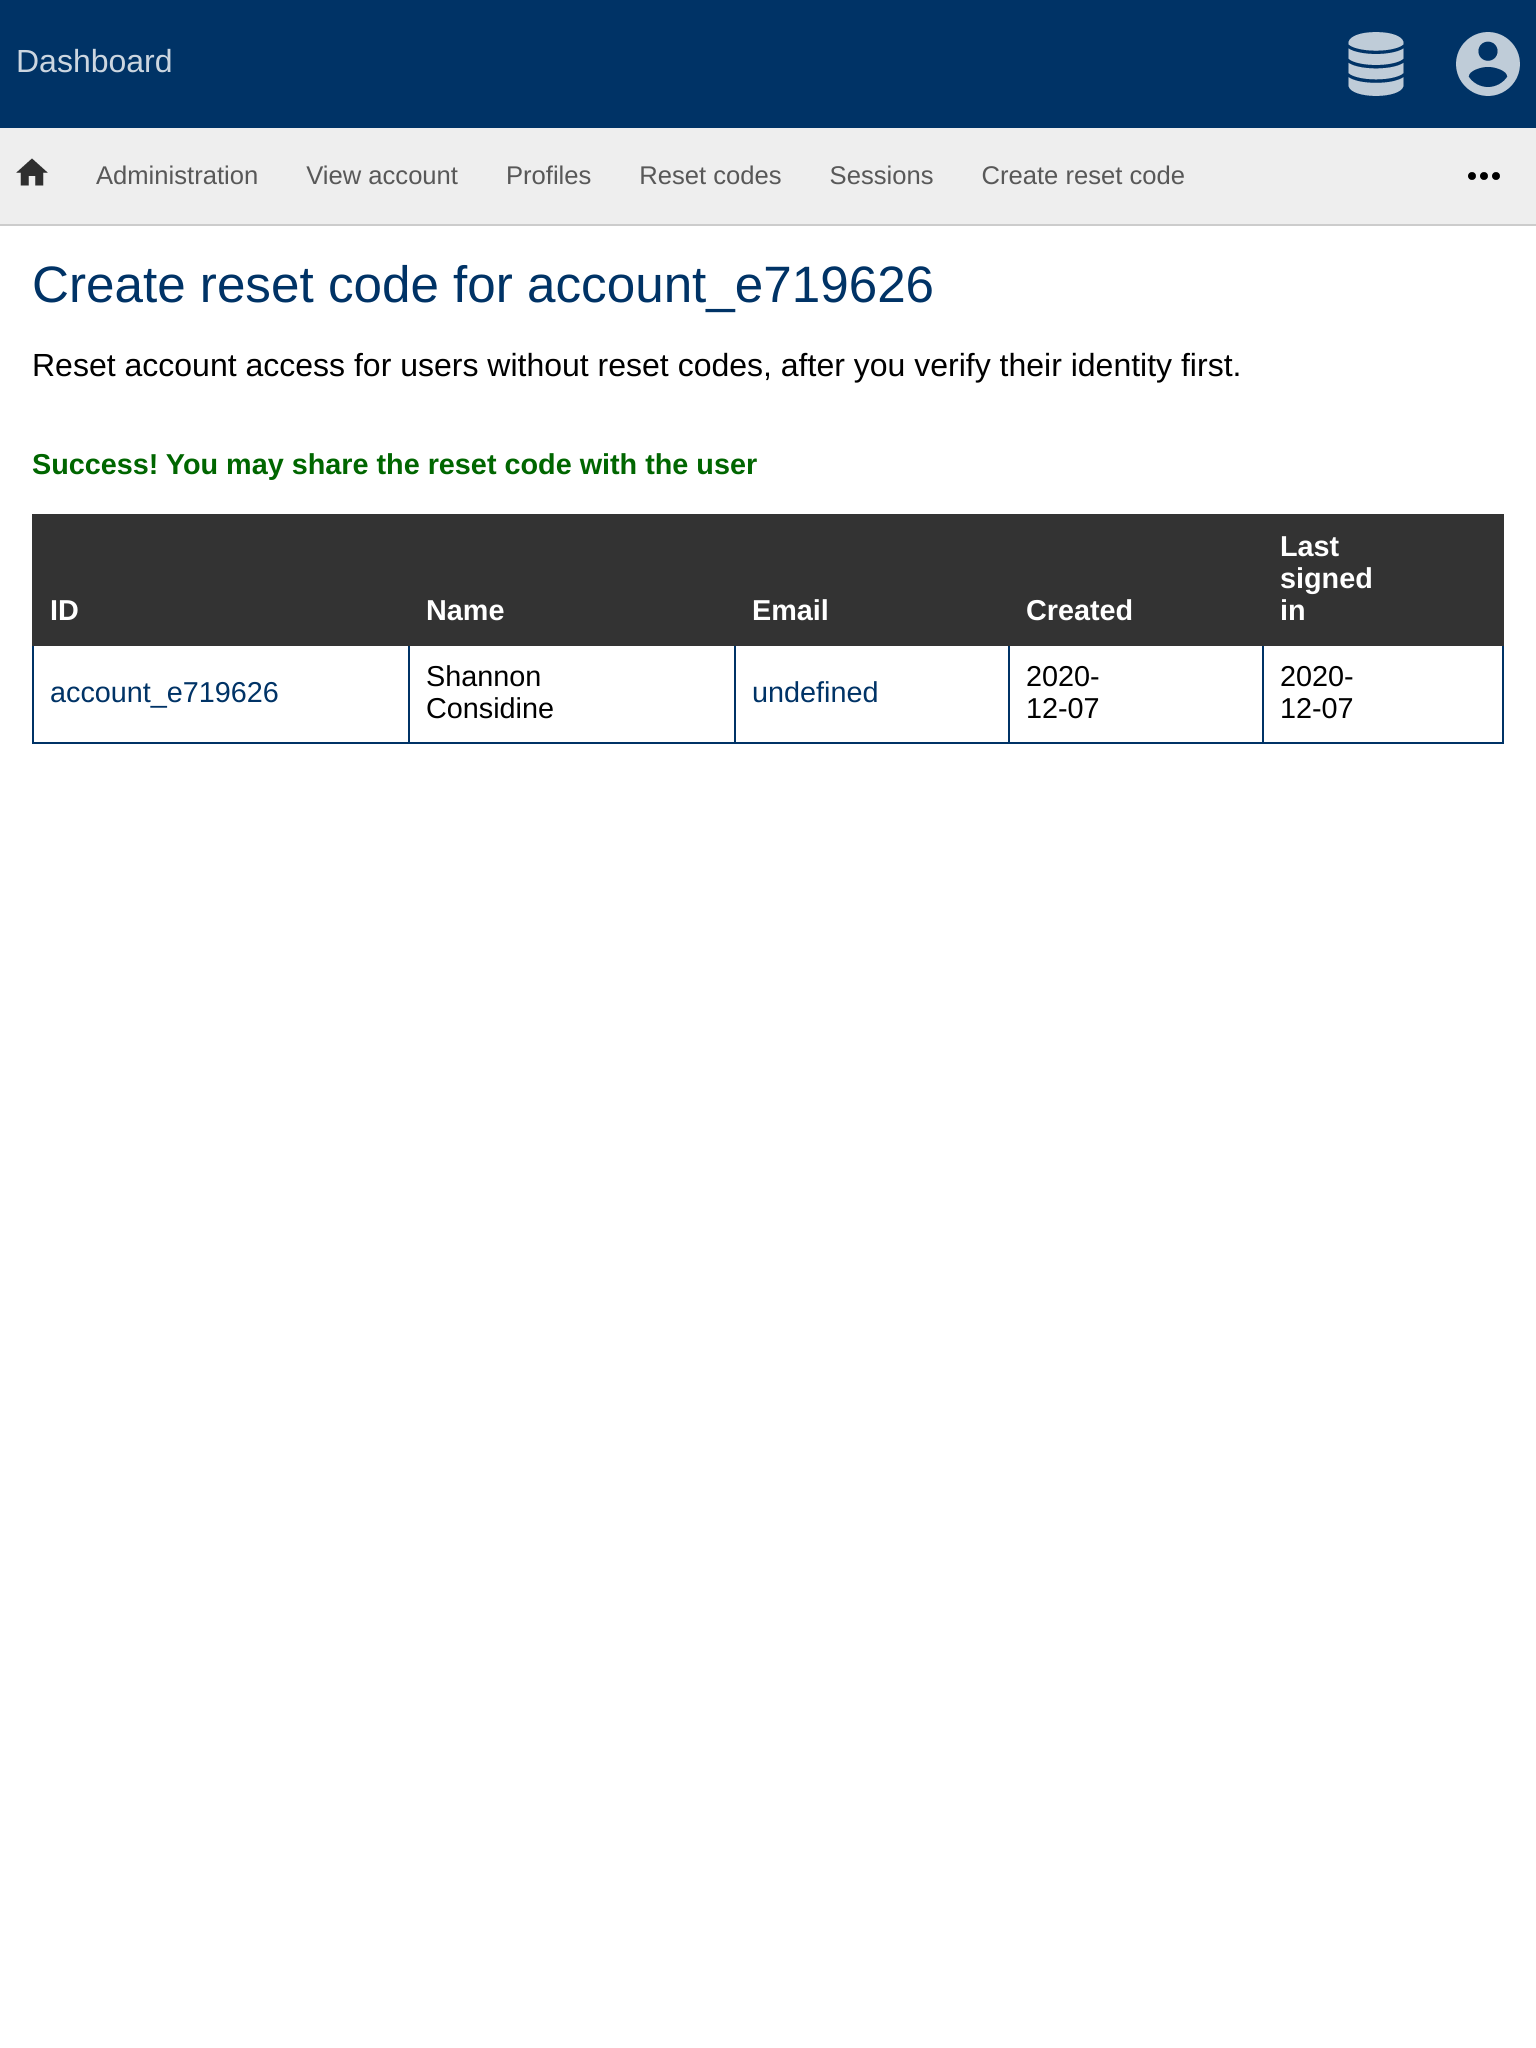 Dashboard
Administration View account Profiles Reset codes Sessions Create reset code
Create reset code for account_e719626
Reset account access for users without reset codes, after you verify their identity first.
Success! You may share the reset code with the user
ID Name Email Created Last signed in
account_e719626 Shannon Considine undefined 2020-12-07 2020-12-07